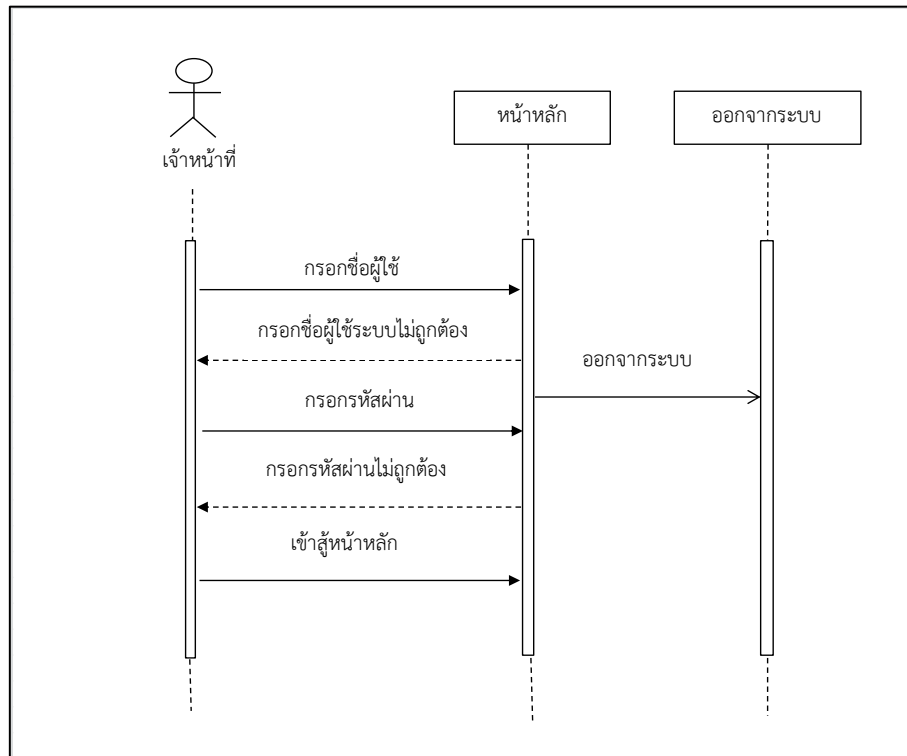 เจ้าหน้าที่
หน้าหลัก
ออกจากระบบ
กรอกชื่อผู้ใช้
กรอกชื่อผู้ใช้ระบบไม่ถูกต้อง
ออกจากระบบ
กรอกรหัสผ่าน
กรอกรหัสผ่านไม่ถูกต้อง
เข้าสู้หน้าหลัก